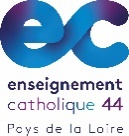 ec
enseignement
catholique 44
Pays de la Loire